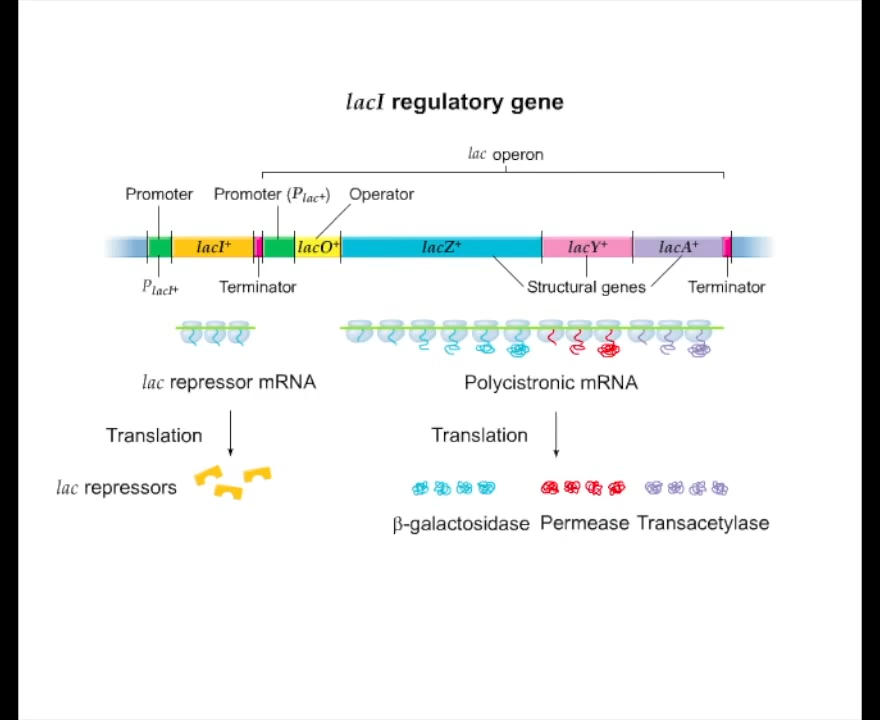 lacI regulatory gene
lac operon
Promoter Promoter (Plac+) Operator
lacI+ lacO+ lacZ+ lacY+ lacA+
PlacI+ Terminator Structural genes Terminator
lac repressor mRNA Polycistronic mRNA
Translation Translation
lac repressors
β-galactosidase Permease Transacetylase